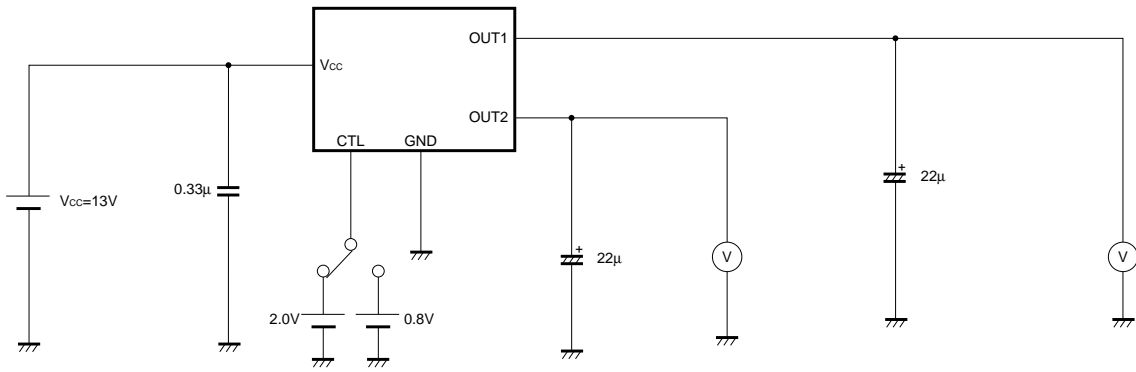 OUT1
Vcc
OUT2
CTL GND
+
22μ
0.33μ
Vcc=13V
+
22μ
V
V
2.0V
0.8V